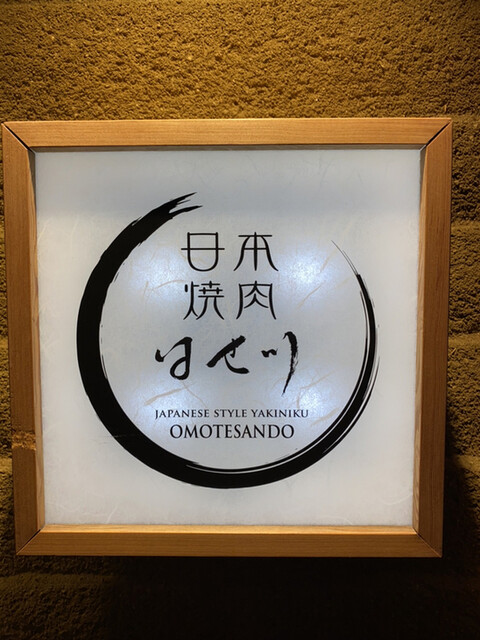 日本
焼肉
はせ川
JAPANESE STYLE YAKINIKU
OMOTESANDO